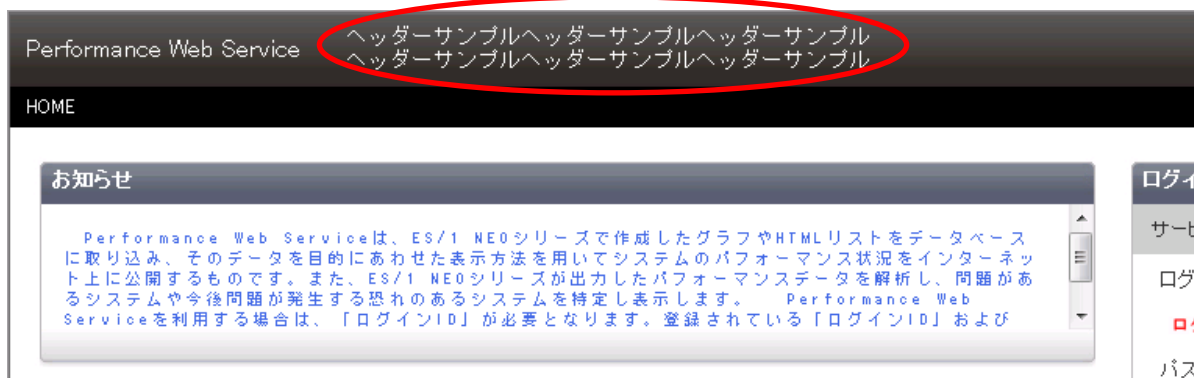 Performance Web Service
ヘッダーサンプルヘッダーサンプルヘッダーサンプル
ヘッダーサンプルヘッダーサンプルヘッダーサンプル
HOME
お知らせ
Performance Web Serviceは、ES/1 NEOシリーズで作成したグラフやHTMLリストをデータベース
に取り込み、そのデータを目的にあわせた表示方法を用いてシステムのパフォーマンス状況をインターネッ
ト上に公開するものです。また、ES/1 NEOシリーズが出力したパフォーマンスデータを解析し、問題があ
るシステムや今後問題が発生する恐れのあるシステムを特定し表示します。　　Performance Web
Serviceを利用する場合は、「ログインID」が必要となります。登録されている「ログインID」および
ログイ
サービ
ログ
ログ
パス